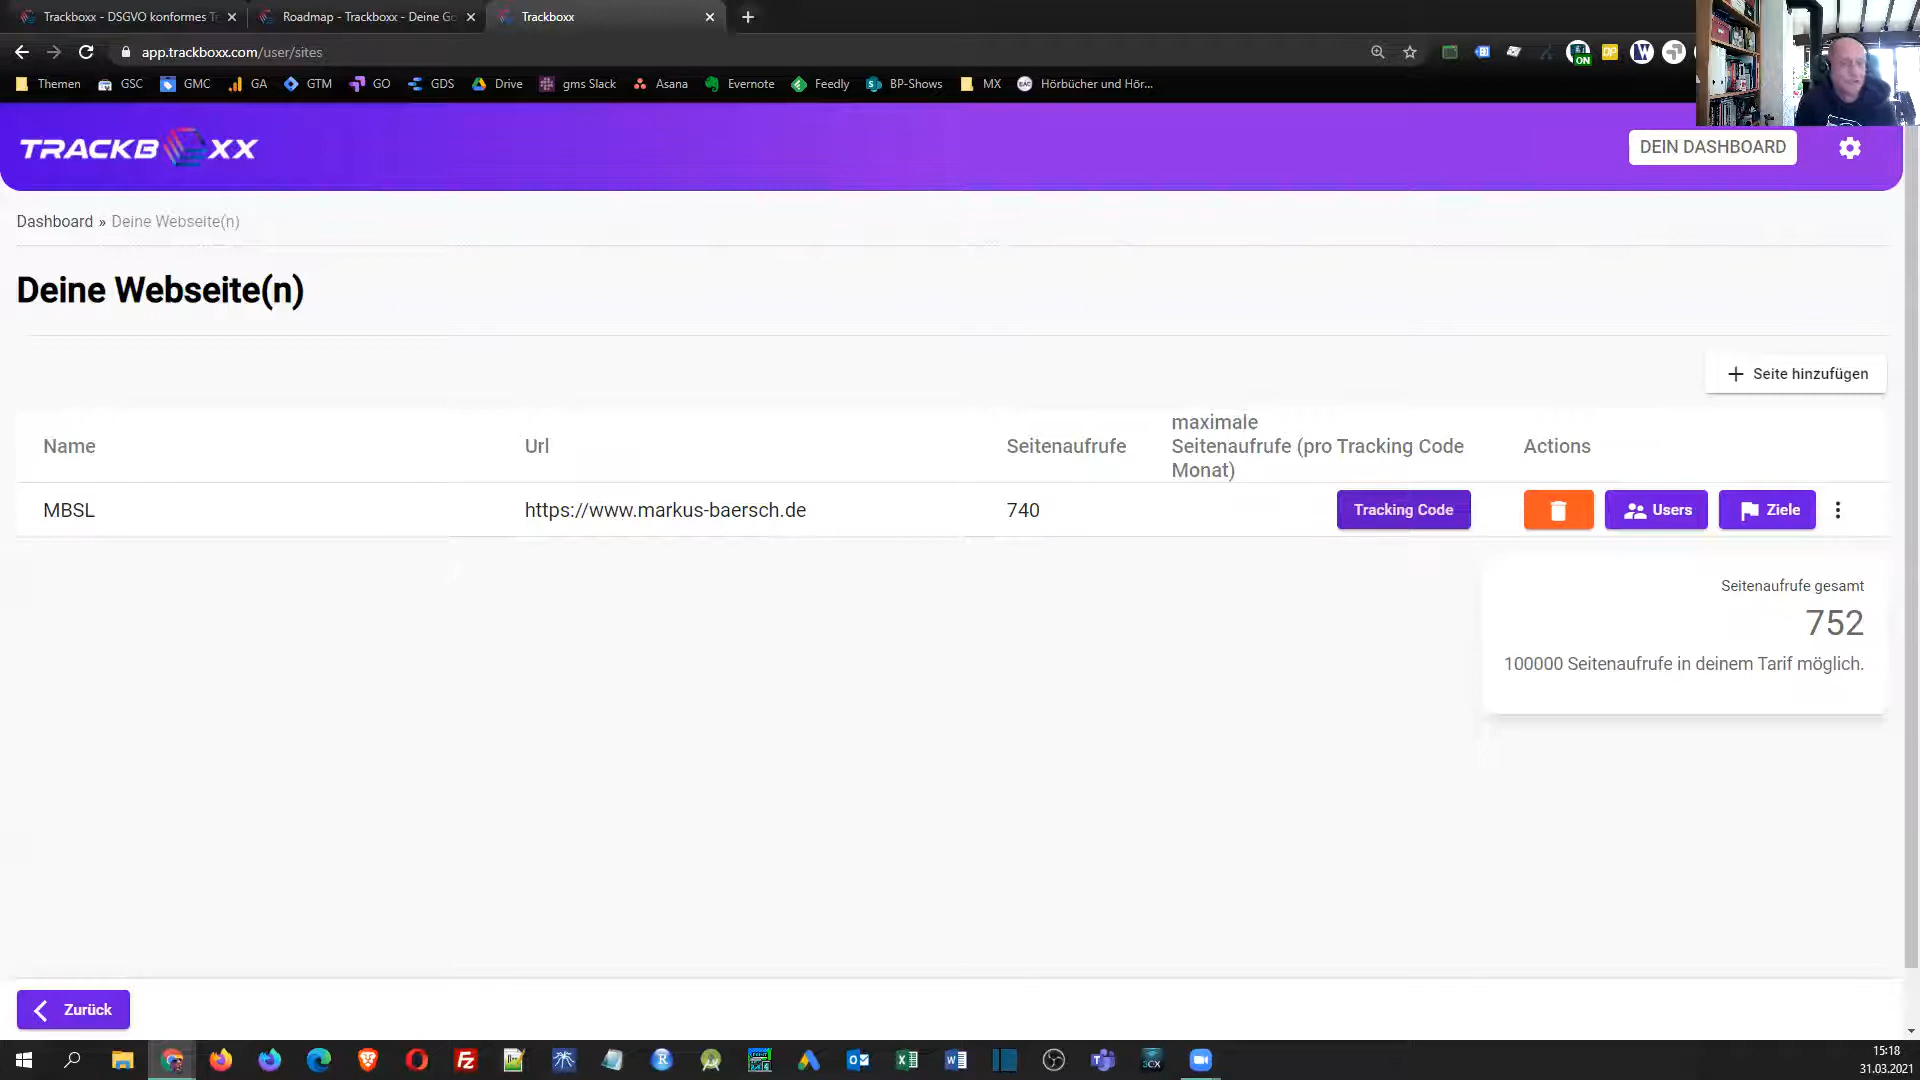 Trackboxx - DSGVO konformes T
Roadmap - Trackboxx - Deine Go
Trackboxx
app.trackboxx.com/user/sites
ON
Themen
GSC
GMC
GA
GTM
GO
GDS
Drive
gms Slack
Asana
Evernote
Feedly
BP-Shows
MX
Hörbücher und Hör...
TRACKBOXX
DEIN DASHBOARD
Dashboard » Deine Webseite(n)
Deine Webseite(n)
Seite hinzufügen
Name
Url
Seitenaufrufe
maximale
Seitenaufrufe (pro
Monat)
Tracking Code
Actions
MBSL
https://www.markus-baersch.de
740
Tracking Code
Users
Ziele
Seitenaufrufe gesamt
752
100000 Seitenaufrufe in deinem Tarif möglich.
Zurück
15:18
31.03.2021